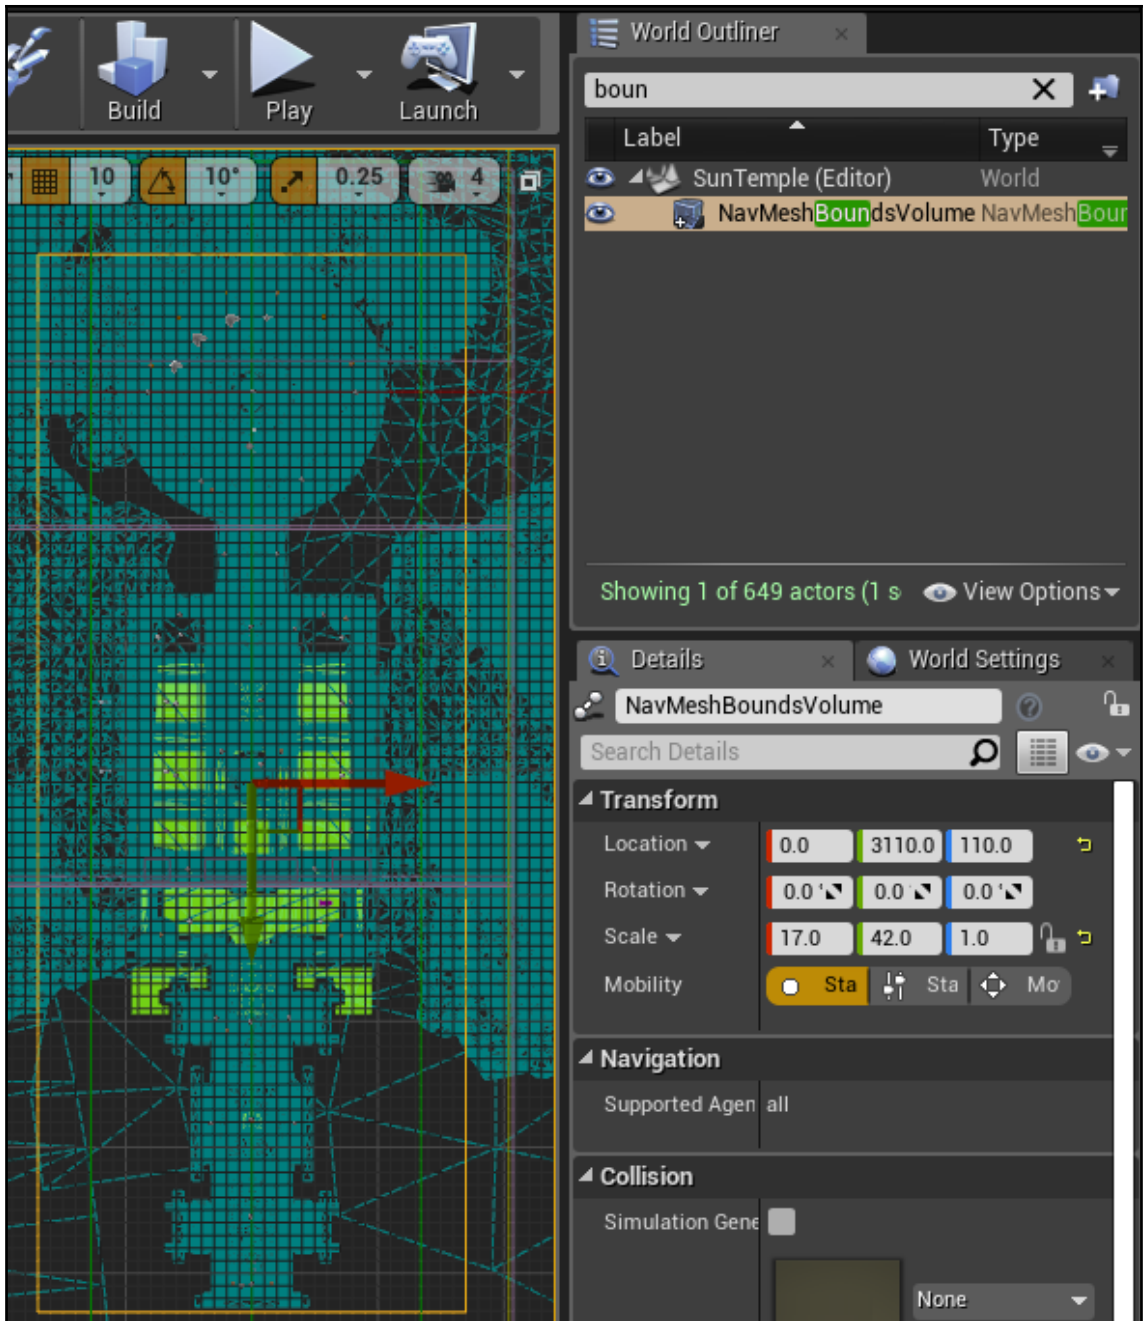 World Outliner
Build
Play
Launch
boun
Label
Type
10
10°
0.25
4
SunTemple (Editor)
World
NavMeshBoundsVolume
NavMeshBour
Showing 1 of 649 actors (1 s
View Options
Details
World Settings
NavMeshBoundsVolume
Search Details
Transform
Location
0.0
3110.0
110.0
Rotation
0.0 °
0.0 °
0.0 °
Scale
17.0
42.0
1.0
Mobility
Sta
Sta
Mo
Navigation
Supported Agen
all
Collision
Simulation Gene
None